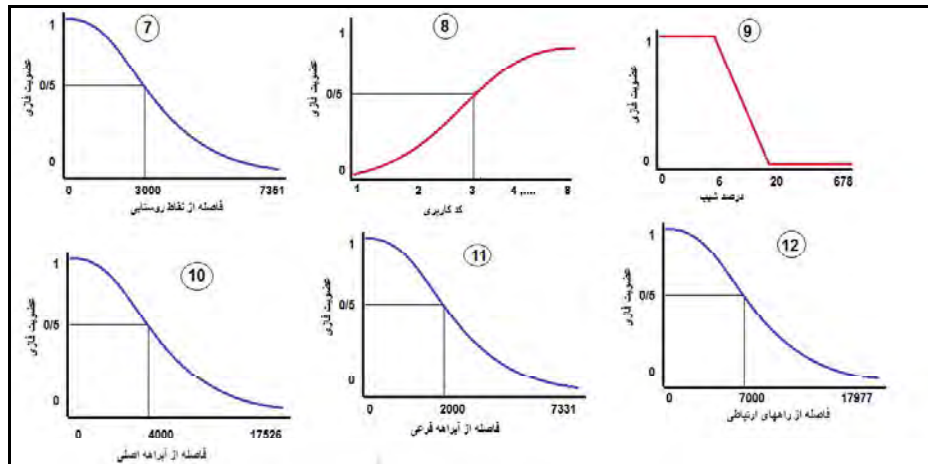 7
1
عضویت فازی
0/5
0
0 3000 7361
فاصله از نقاط روستایی
8
1
عضویت فازی
0/5
0
1 2 3 4 ,.... 8
کد کاربری
9
1
عضویت فازی
0
0 6 20 678
درصد شیب
10
1
عضویت فازی
0/5
0
0 4000 17526
فاصله از آبراهه اصلی
11
1
عضویت فازی
0/5
0
0 2000 7331
فاصله از آبراهه فرعی
12
1
عضویت فازی
0/5
0
0 7000 17977
فاصله از راههای ارتباطی